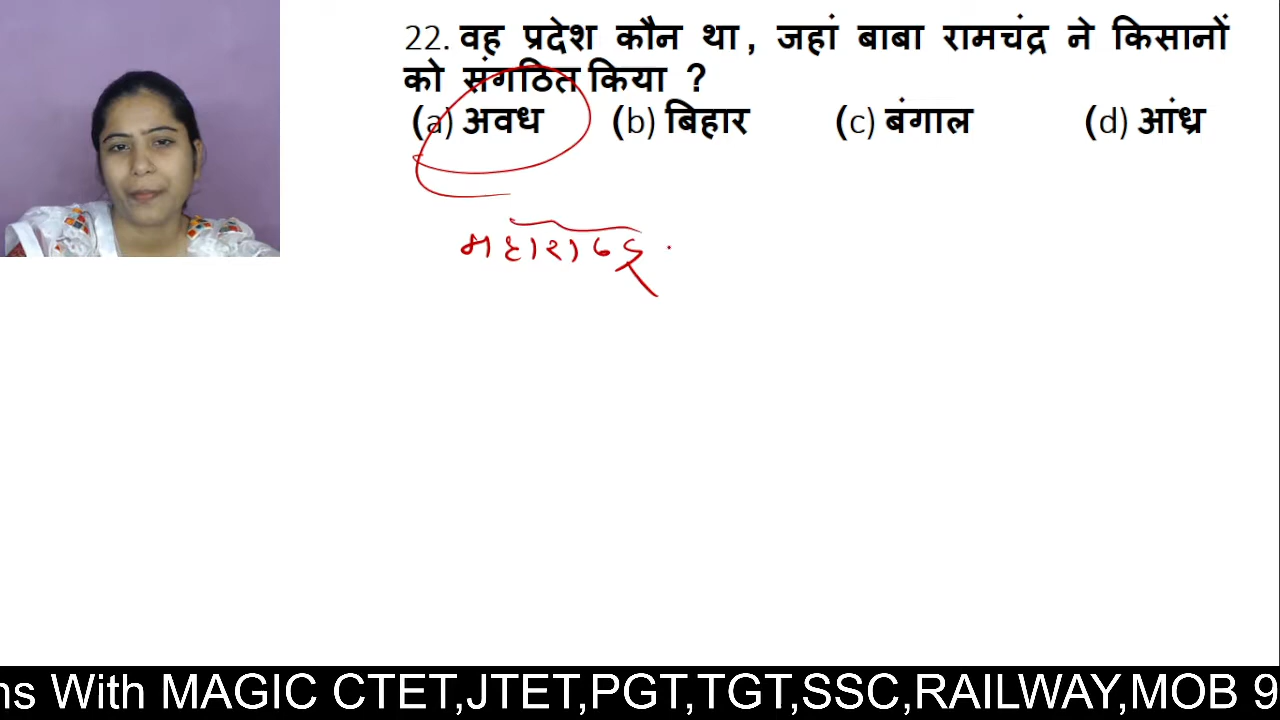 22. वह प्रदेश कौन था, जहां बाबा रामचंद्र ने किसानों
को संगठित किया ?
(a) अवध (b) बिहार (c) बंगाल (d) आंध्र
महाराष्ट्र
ns With MAGIC CTET,JTET,PGT,TGT,SSC,RAILWAY,MOB 9